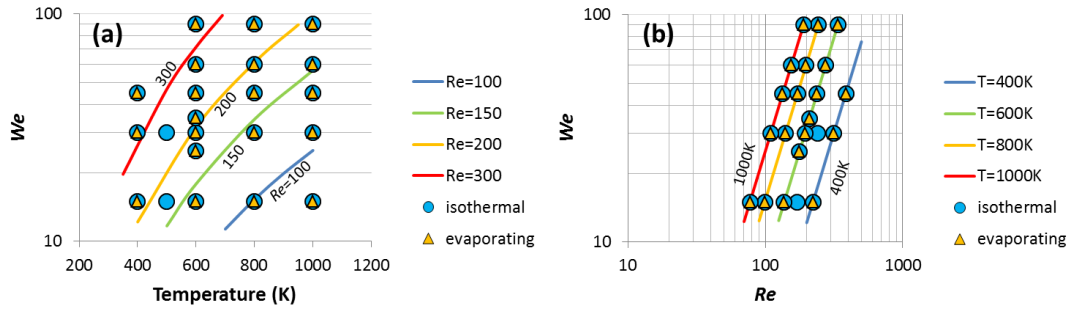 (a)
100
10
We
300
200
150
Re=100
200 400 600 800 1000 1200
Temperature (K)
Re=100
Re=150
Re=200
Re=300
isothermal
evaporating
(b)
100
10
We
1000K
400K
10 100 1000
Re
T=400K
T=600K
T=800K
T=1000K
isothermal
evaporating